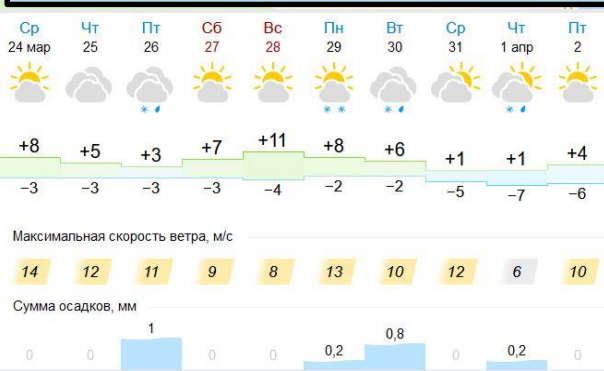 Ср Чт Пт Сб Вс Пн Вт Ср Чт Пт
24 мар 25 26 27 28 29 30 31 1 апр 2
+8 +5 +3 +7 +11 +8 +6 +1 +1 +4
−3 −3 −3 −3 −4 −2 −2 −5 −7 −6
Максимальная скорость ветра, м/с
14 12 11 9 8 13 10 12 6 10
Сумма осадков, мм
0 0 1 0 0 0,2 0,8 0 0,2 0